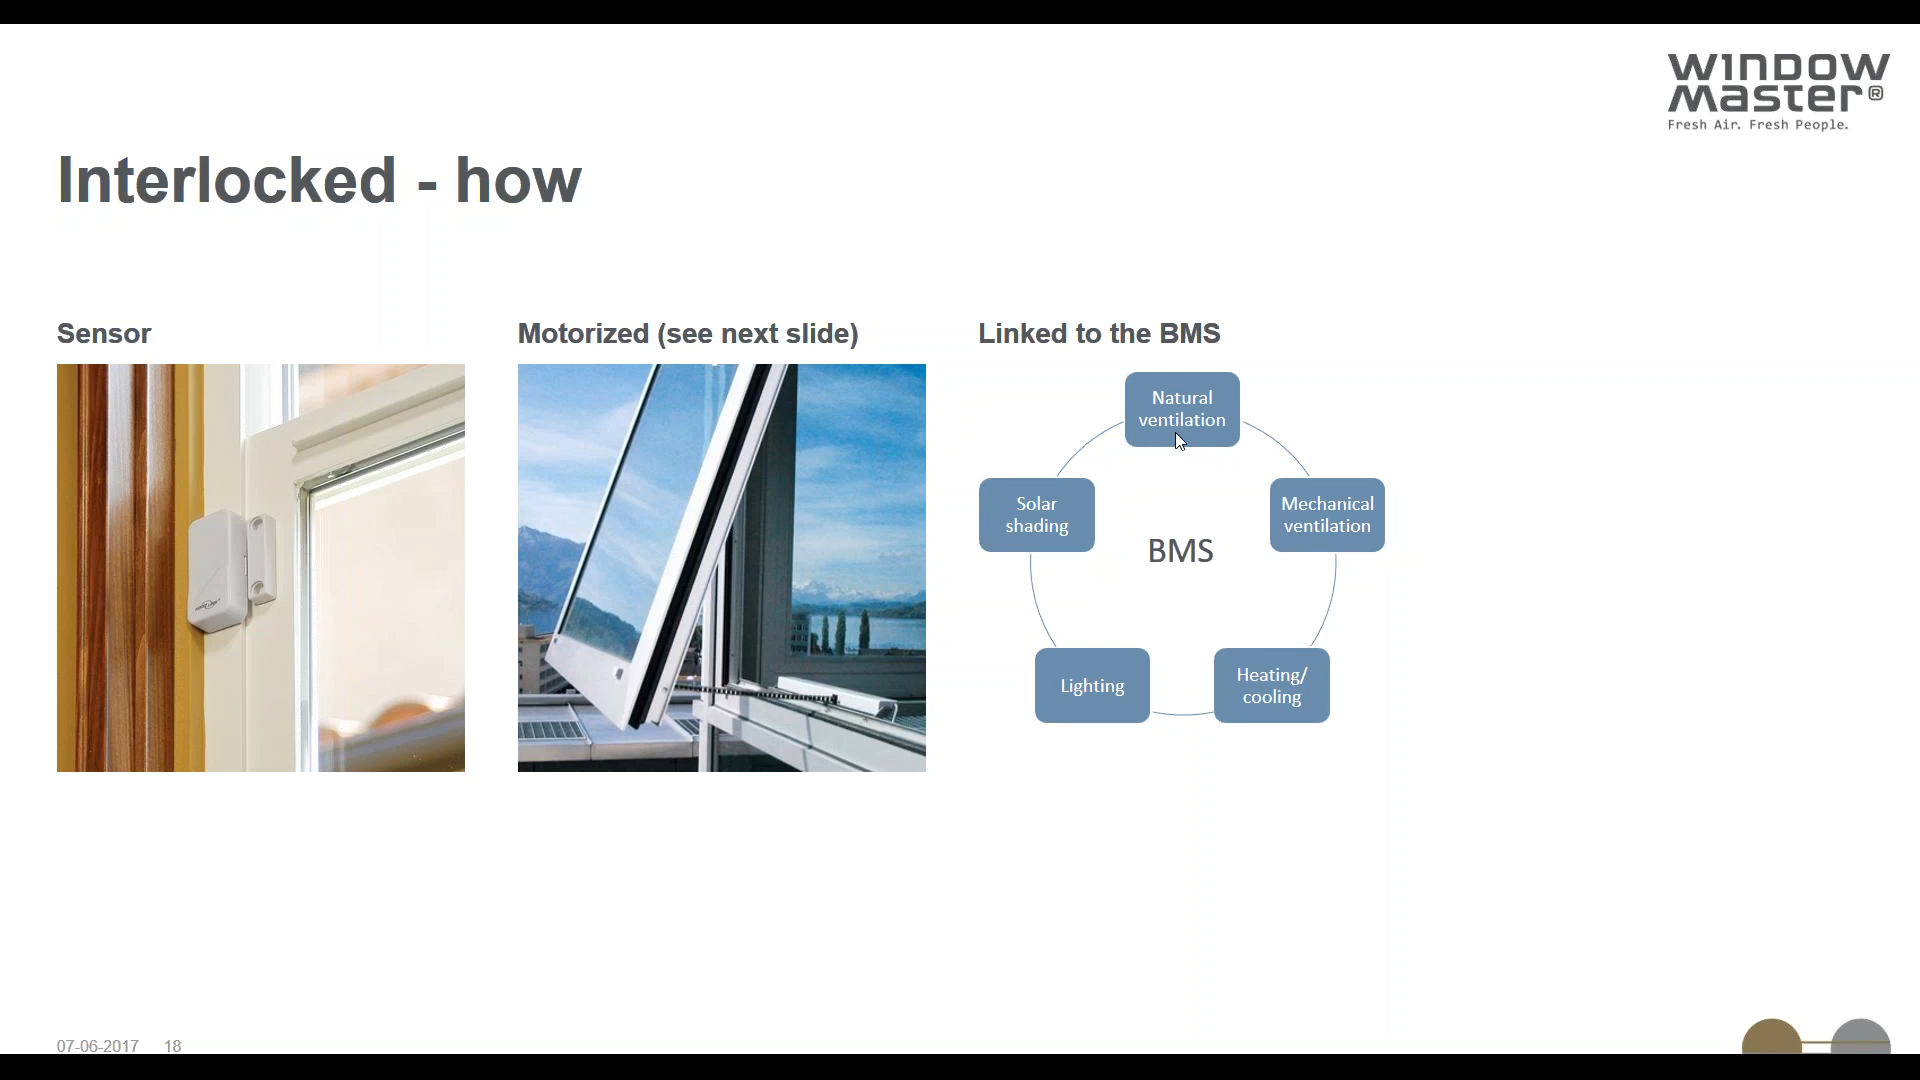 WINDOW
Master®
Fresh Air. Fresh People.
Interlocked - how
Sensor
Motorized (see next slide)
Linked to the BMS
Natural
ventilation
Solar
shading
Mechanical
ventilation
BMS
Lighting
Heating/
cooling
07-06-2017 18